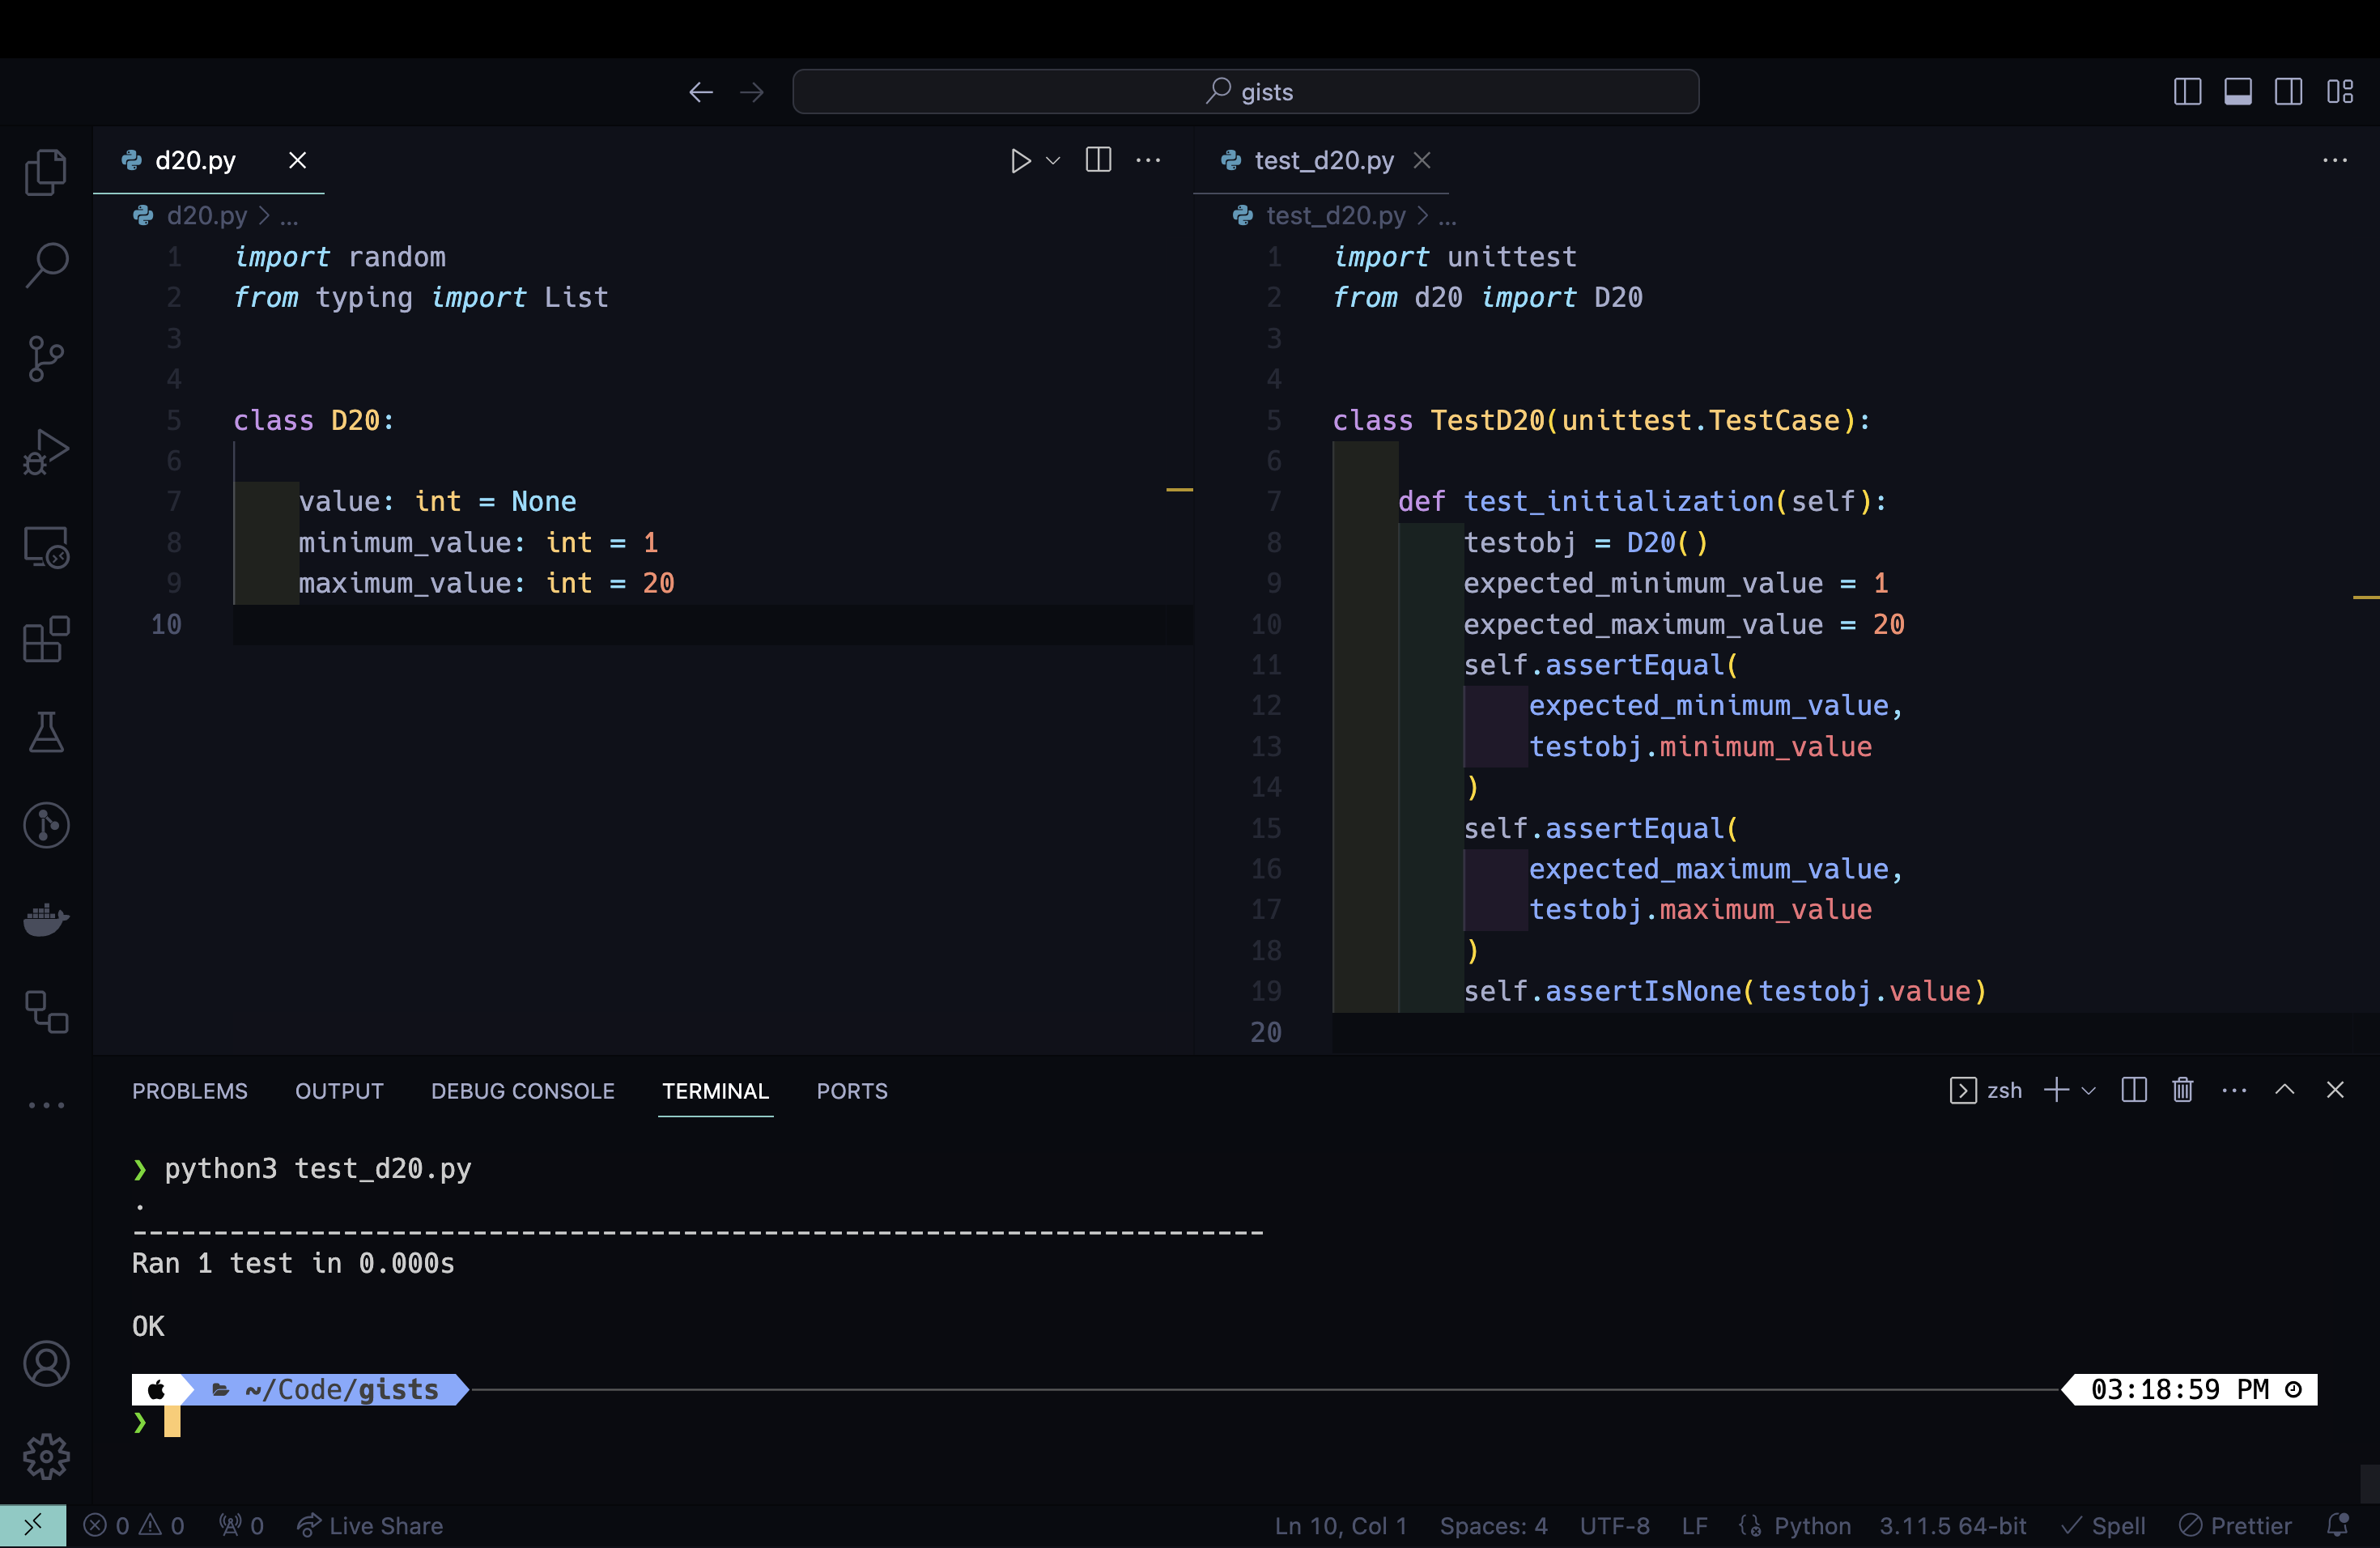 gists
d20.py
d20.py > ...
1 import random
2 from typing import List
3
4
5 class D20:
6
7     value: int = None
8     minimum_value: int = 1
9     maximum_value: int = 20
10
test_d20.py
test_d20.py > ...
1 import unittest
2 from d20 import D20
3
4
5 class TestD20(unittest.TestCase):
6
7     def test_initialization(self):
8         testobj = D20()
9         expected_minimum_value = 1
10         expected_maximum_value = 20
11         self.assertEqual(
12             expected_minimum_value,
13             testobj.minimum_value
14         )
15         self.assertEqual(
16             expected_maximum_value,
17             testobj.maximum_value
18         )
19         self.assertIsNone(testobj.value)
20
PROBLEMS OUTPUT DEBUG CONSOLE TERMINAL PORTS zsh
❯ python3 test_d20.py
.
----------------------------------------------------------------------
Ran 1 test in 0.000s
OK
~/Code/gists 03:18:59 PM
❯
0 0 0 Live Share Ln 10, Col 1 Spaces: 4 UTF-8 LF Python 3.11.5 64-bit Spell Prettier